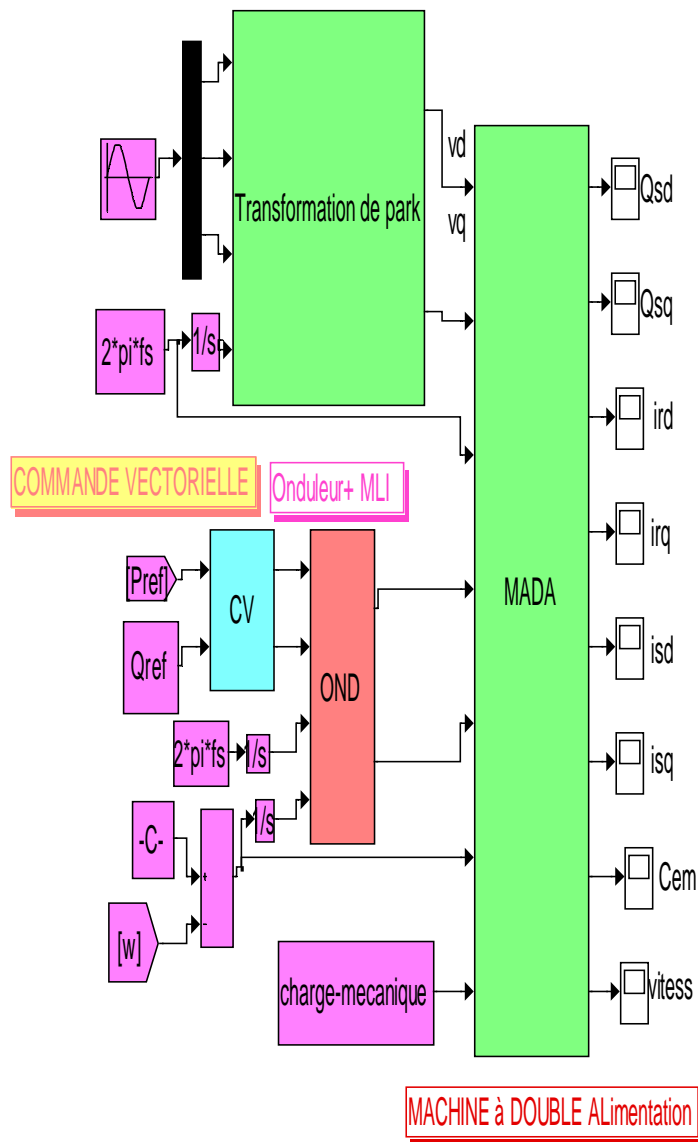 vd
Transformation de park
vq
Qsd
Qsq
2*pi*fs
1/s
ird
COMMANDE VECTORIELLE
Onduleur+ MLI
irq
[Pref]
CV
MADA
Qref
OND
isd
2*pi*fs
1/s
isq
-C-
1/s
+
-
Cem
[w]
charge-mecanique
vitess
MACHINE à DOUBLE ALimentation